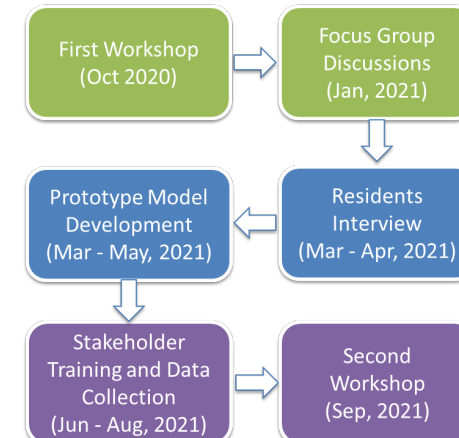 First Workshop
(Oct 2020)
Focus Group
Discussions
(Jan, 2021)
Residents
Interview
(Mar - Apr, 2021)
Prototype Model
Development
(Mar - May, 2021)
Stakeholder
Training and Data
Collection
(Jun - Aug, 2021)
Second
Workshop
(Sep, 2021)